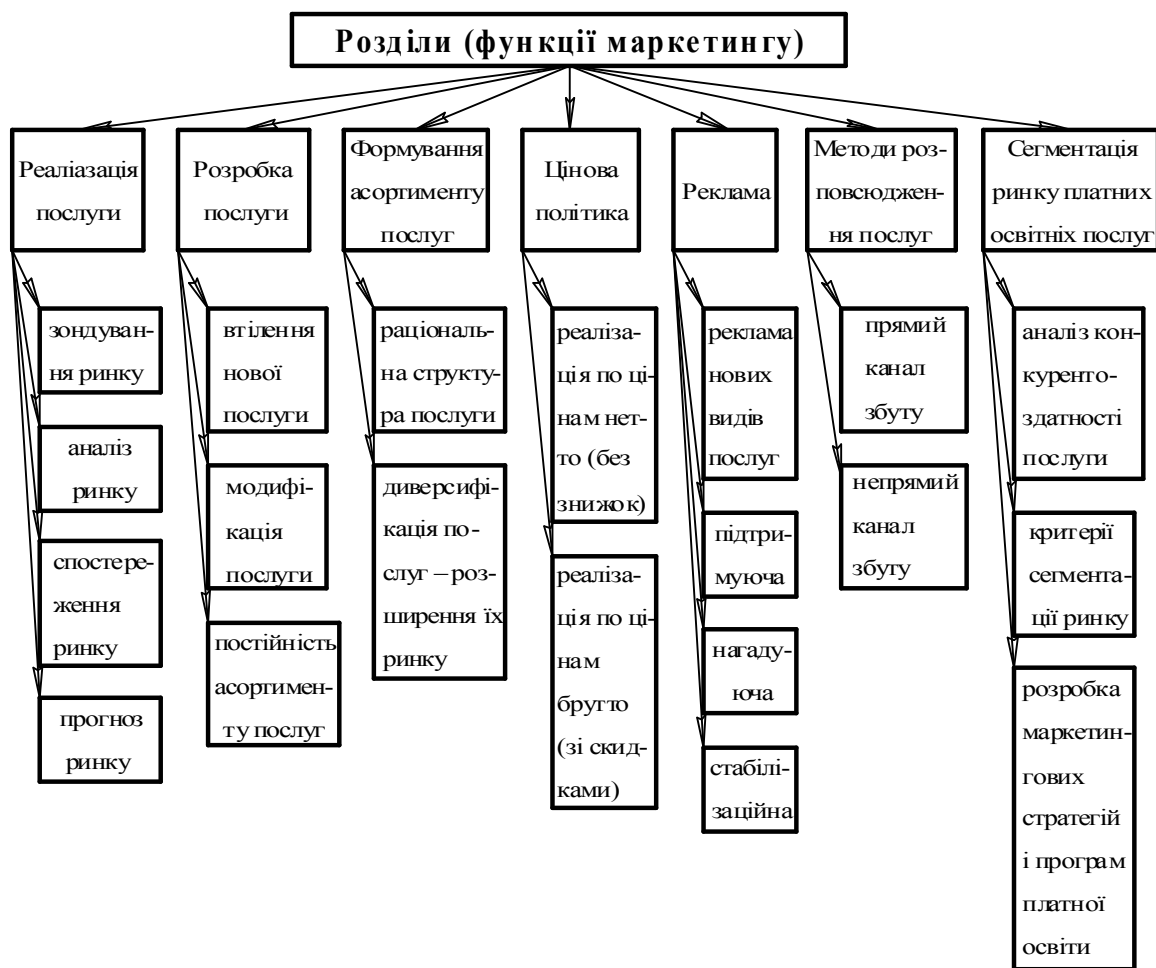 Розділи (функції маркетингу)
Реаліазація
послуги
Розробка
послуги
Формування
асортименту
послуг
Цінова
політика
Реклама
Методи роз-
повсюджен-
ня послуг
Сегментація
ринку платних
освітніх послуг
зондуван-
ня ринку
аналіз
ринку
спостере-
ження
ринку
прогноз
ринку
втілення
нової
послуги
модифі-
кація
послуги
постійність
асортимен-
ту послуг
раціональ-
на структу-
ра послуги
диверсифі-
кація по-
слуг – роз-
ширення їх
ринку
реаліза-
ція по ці-
нам нет-
то (без
знижок)
реаліза-
ція по ці-
нам
брутто
(зі скид-
ками)
реклама
нових
видів
послуг
підтри-
муюча
нагаду-
юча
стабілі-
заційна
прямий
канал
збуту
непрямий
канал
збуту
аналіз кон-
куренто-
здатності
послуги
критерії
сегмента-
ції ринку
розробка
маркетин-
гових
стратегій
і програм
платної
освіти